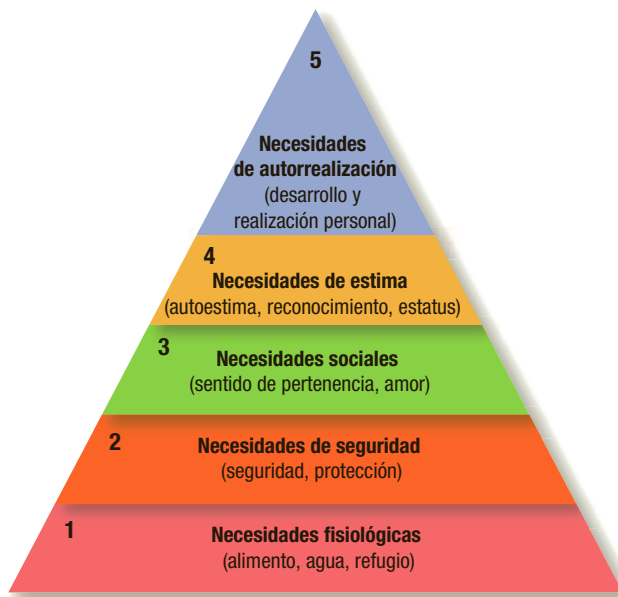 5
Necesidades
de autorrealización
(desarrollo y
realización personal)
4
Necesidades de estima
(autoestima, reconocimiento, estatus)
3
Necesidades sociales
(sentido de pertenencia, amor)
2
Necesidades de seguridad
(seguridad, protección)
1
Necesidades fisiológicas
(alimento, agua, refugio)